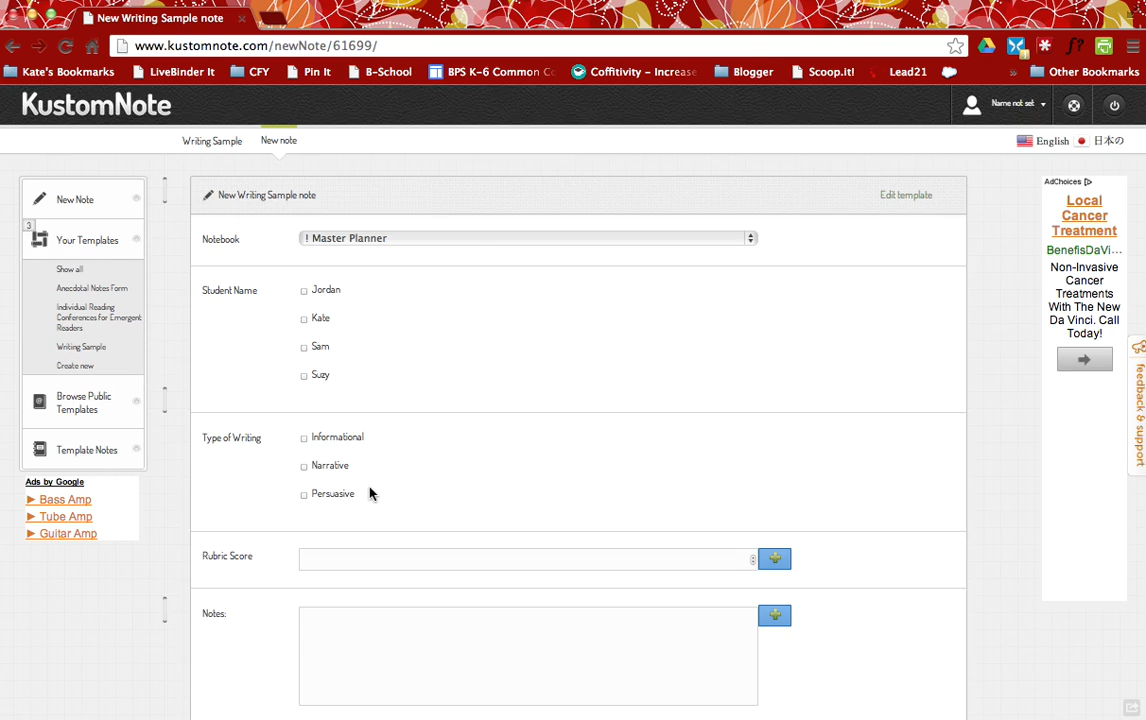 New Writing Sample note
www.kustomnote.com/newNote/61699/
Kate's Bookmarks LiveBinder It CFY Pin It B-School BPS K-6 Common Co Coffitivity – Increase Blogger Scoop.it! Lead21 » Other Bookmarks
KustomNote
Name not set
Writing Sample New note
English 日本の
New Note
3
Your Templates
Show all
Anecdotal Notes Form
Individual Reading
Conferences for Emergent
Readers
Writing Sample
Create new
Browse Public
Templates
Template Notes
Ads by Google
Bass Amp
Tube Amp
Guitar Amp
New Writing Sample note
Edit template
Notebook
! Master Planner
Student Name
Jordan
Kate
Sam
Suzy
Type of Writing
Informational
Narrative
Persuasive
Rubric Score
Notes:
AdChoices
Local
Cancer
Treatment
BenefisDaVi...
Non-Invasive
Cancer
Treatments
With The New
Da Vinci. Call
Today!
feedback & support